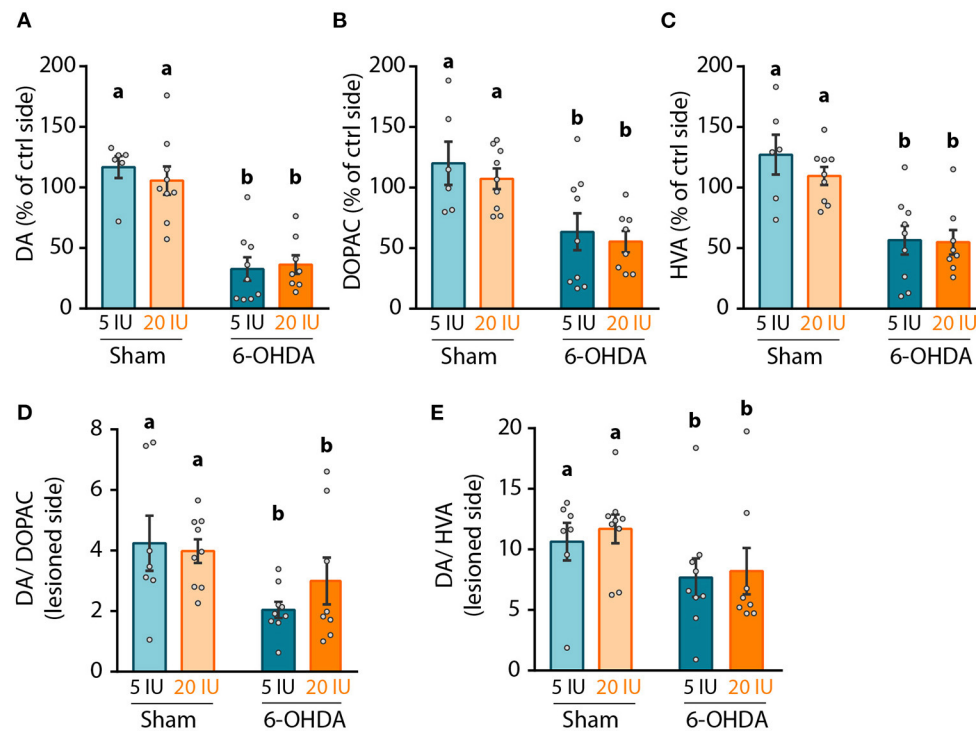 A
DA (% of ctrl side)
200
150
100
50
0
a
a
b
b
5 IU 20 IU 5 IU 20 IU
Sham 6-OHDA
B
DOPAC (% of ctrl side)
200
150
100
50
0
a
a
b
b
5 IU 20 IU 5 IU 20 IU
Sham 6-OHDA
C
HVA (% of ctrl side)
200
150
100
50
0
a
a
b
b
5 IU 20 IU 5 IU 20 IU
Sham 6-OHDA
D
DA/ DOPAC
(lesioned side)
8
6
4
2
0
a
a
b
b
5 IU 20 IU 5 IU 20 IU
Sham 6-OHDA
E
DA/ HVA
(lesioned side)
20
15
10
5
0
a
a
b
b
5 IU 20 IU 5 IU 20 IU
Sham 6-OHDA